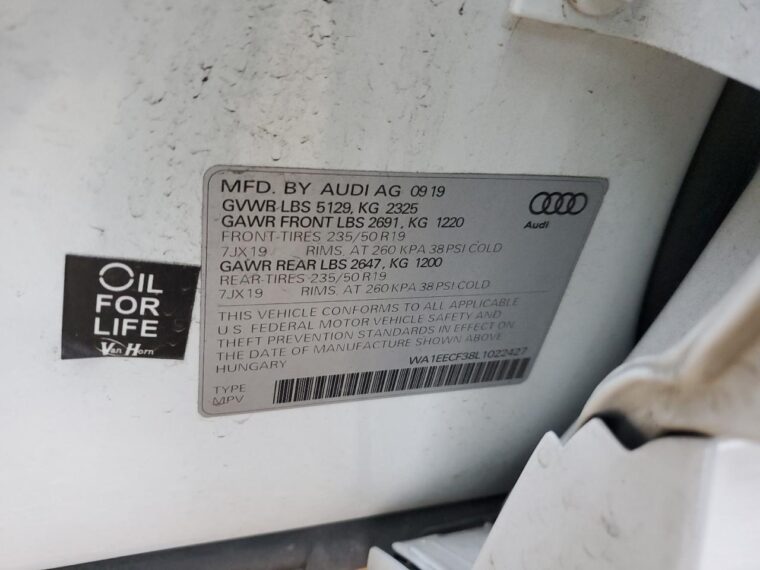 MFD. BY AUDI AG 09 19
GVWR LBS 5129, KG 2325
GAWR FRONT LBS 2691, KG 1220
FRONT-TIRES 235/50 R19
7JX19 RIMS, AT 260 KPA 38 PSI COLD
GAWR REAR LBS 2647, KG 1200
REAR-TIRES 235/50 R19
7JX19 RIMS, AT 260 KPA 38 PSI COLD
Audi
THIS VEHICLE CONFORMS TO ALL APPLICABLE
U S FEDERAL MOTOR VEHICLE SAFETY AND
THEFT PREVENTION STANDARDS IN EFFECT ON
THE DATE OF MANUFACTURE SHOWN ABOVE
HUNGARY
WA1EECF38L1022427
TYPE
MPV
OIL
FOR
LIFE
Van Horn